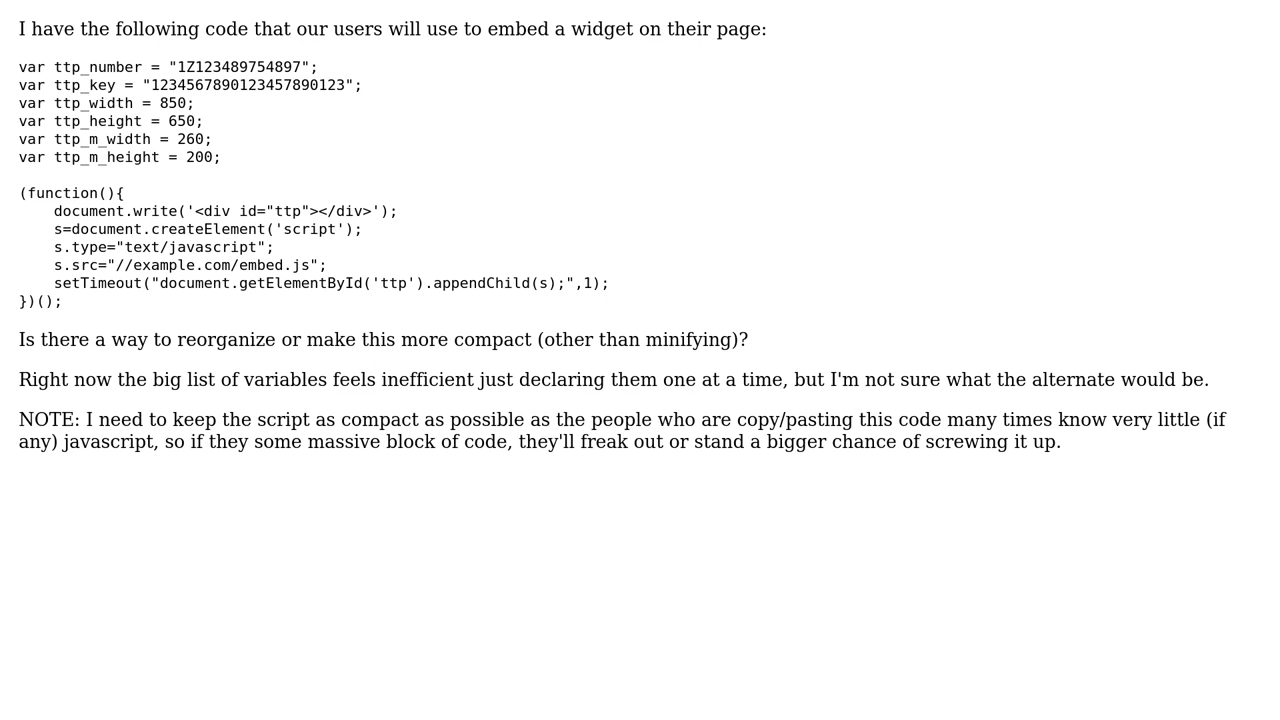 I have the following code that our users will use to embed a widget on their page:
var ttp_number = "1Z123489754897";
var ttp_key = "1234567890123457890123";
var ttp_width = 850;
var ttp_height = 650;
var ttp_m_width = 260;
var ttp_m_height = 200;
(function(){
    document.write('<div id="ttp"></div>');
    s=document.createElement('script');
    s.type="text/javascript";
    s.src="//example.com/embed.js";
    setTimeout("document.getElementById('ttp').appendChild(s);",1);
})();
Is there a way to reorganize or make this more compact (other than minifying)?
Right now the big list of variables feels inefficient just declaring them one at a time, but I'm not sure what the alternate would be.
NOTE: I need to keep the script as compact as possible as the people who are copy/pasting this code many times know very little (if
any) javascript, so if they some massive block of code, they'll freak out or stand a bigger chance of screwing it up.